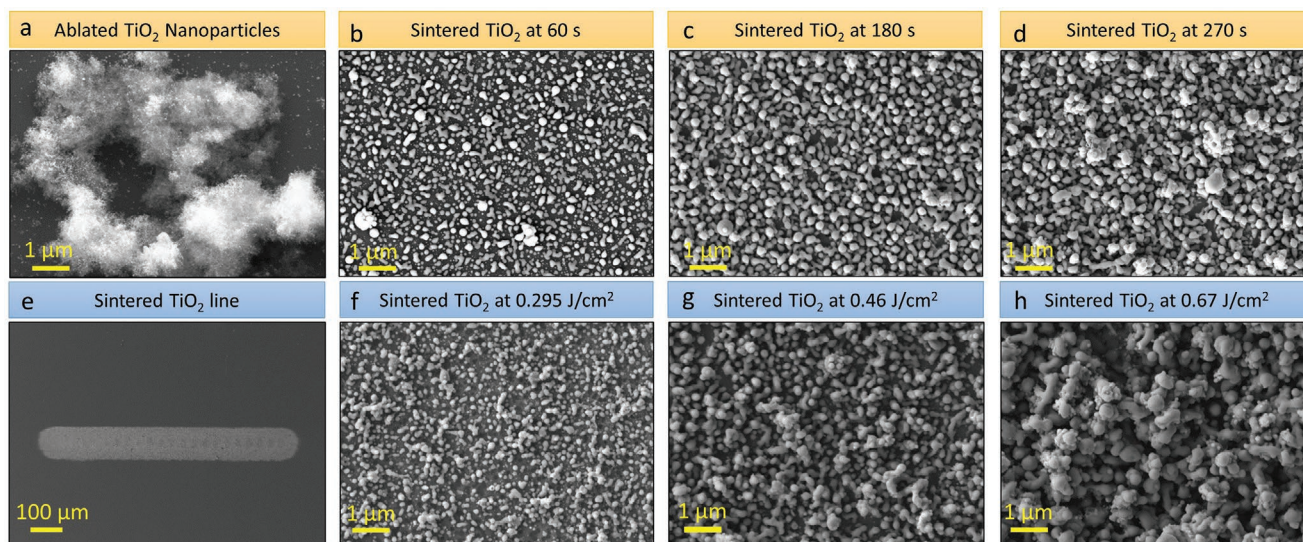 a Ablated TiO₂ Nanoparticles
b Sintered TiO₂ at 60 s
c Sintered TiO₂ at 180 s
d Sintered TiO₂ at 270 s
1 μm
1 μm
1 μm
1 μm
e Sintered TiO₂ line
f Sintered TiO₂ at 0.295 J/cm²
g Sintered TiO₂ at 0.46 J/cm²
h Sintered TiO₂ at 0.67 J/cm²
100 μm
1 μm
1 μm
1 μm